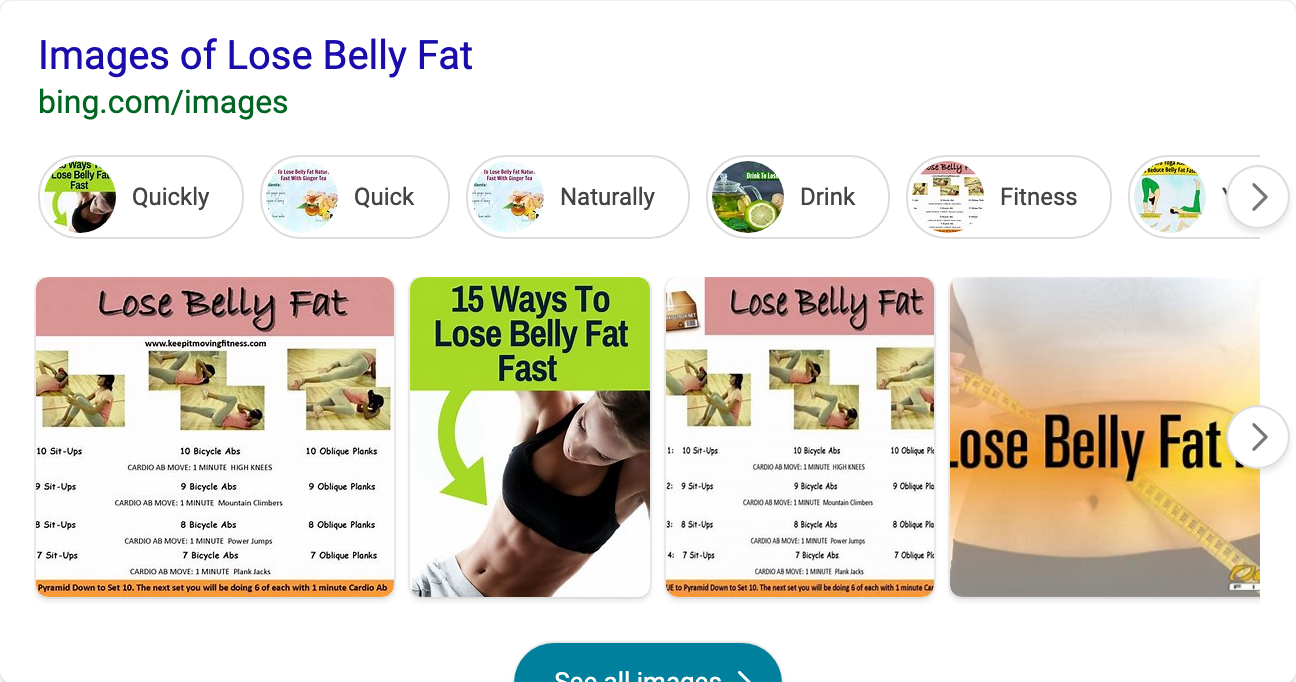 Images of Lose Belly Fat
bing.com/images
Quickly
Quick
Naturally
Drink
Fitness
Lose Belly Fat
www.keepitmovingfitness.com
10 Sit-Ups 10 Bicycle Abs 10 Oblique Planks
CARDIO AB MOVE: 1 MINUTE HIGH KNEES
9 Sit-Ups 9 Bicycle Abs 9 Oblique Planks
CARDIO AB MOVE: 1 MINUTE Mountain Climbers
8 Sit-Ups 8 Bicycle Abs 8 Oblique Planks
CARDIO AB MOVE: 1 MINUTE Power Jumps
7 Sit-Ups 7 Bicycle Abs 7 Oblique Planks
CARDIO AB MOVE: 1 MINUTE Plank Jacks
Pyramid Down to Set 10. The next set you will be doing 6 of each with 1 minute Cardio Ab
15 Ways To
Lose Belly Fat
Fast
Lose Belly Fat
1: 10 Sit-Ups 10 Bicycle Abs 10 Oblique Pl
CARDIO AB MOVE: 1 MINUTE HIGH KNEES
2: 9 Sit-Ups 9 Bicycle Abs 9 Oblique Pla
CARDIO AB MOVE: 1 MINUTE Mountain Climbers
3: 8 Sit-Ups 8 Bicycle Abs 8 Oblique Pla
CARDIO AB MOVE: 1 MINUTE Power Jumps
4: 7 Sit-Ups 7 Bicycle Abs 7 Oblique Pl
CARDIO AB MOVE: 1 MINUTE Plank Jacks
UE to Pyramid Down to Set 10. The next set you will be doing 6 of each with 1 minute Car
Lose Belly Fat
See all images